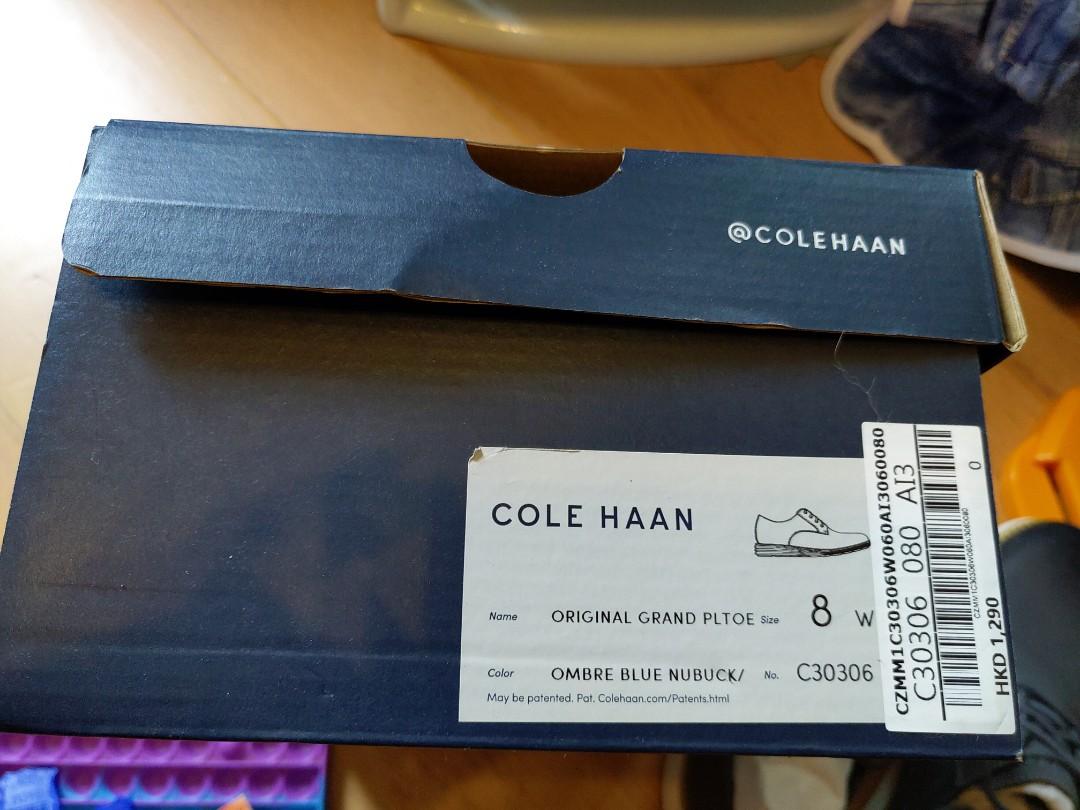 @COLEHAAN
COLE HAAN
Name ORIGINAL GRAND PLTOE Size 8 W
Color OMBRE BLUE NUBUCK/ No. C30306
May be patented. Pat. Colehaan.com/Patents.html
CZMM1C30306W060AI3060080
C30306 080 AI3
CZMM1C30306W060AI3060080
0
HKD 1,290